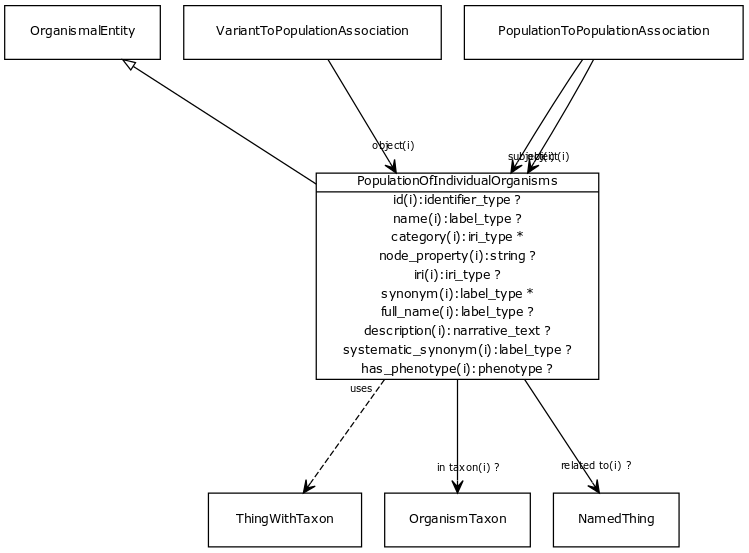 OrganismalEntity
VariantToPopulationAssociation
PopulationToPopulationAssociation
object(i)
subject(i)
object(i)
PopulationOfIndividualOrganisms
id(i):identifier_type ?
name(i):label_type ?
category(i):iri_type *
node_property(i):string ?
iri(i):iri_type ?
synonym(i):label_type *
full_name(i):label_type ?
description(i):narrative_text ?
systematic_synonym(i):label_type ?
has_phenotype(i):phenotype ?
uses
in taxon(i) ?
related to(i) ?
ThingWithTaxon
OrganismTaxon
NamedThing